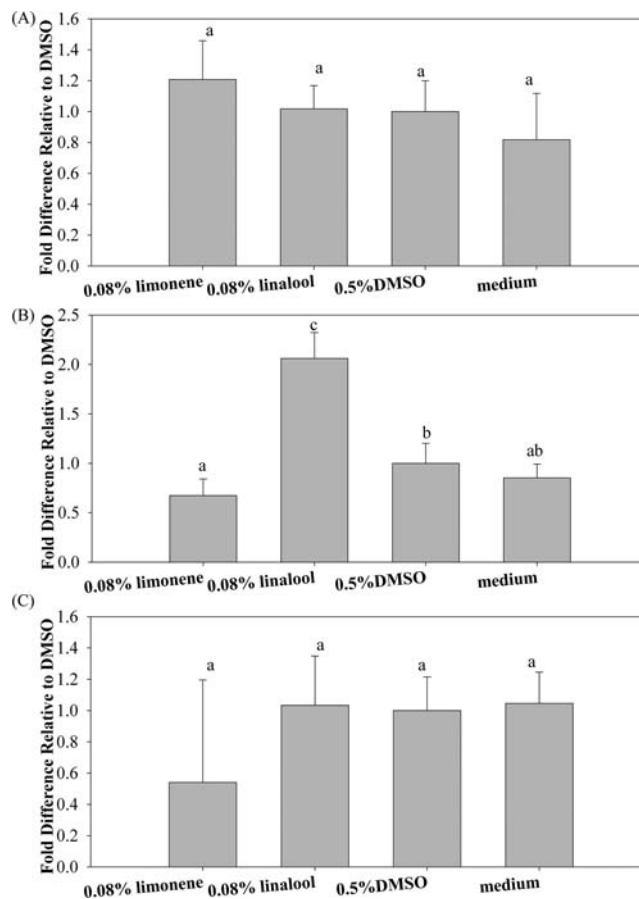 (A)
Fold Difference Relative to DMSO
1.6
1.4
1.2
1.0
0.8
0.6
0.4
0.2
0.0
a
a
a
a
0.08% limonene
0.08% linalool
0.5%DMSO
medium
(B)
Fold Difference Relative to DMSO
2.5
2.0
1.5
1.0
0.5
0.0
a
c
b
ab
0.08% limonene
0.08% linalool
0.5%DMSO
medium
(C)
Fold Difference Relative to DMSO
1.6
1.4
1.2
1.0
0.8
0.6
0.4
0.2
0.0
a
a
a
a
0.08% limonene
0.08% linalool
0.5%DMSO
medium